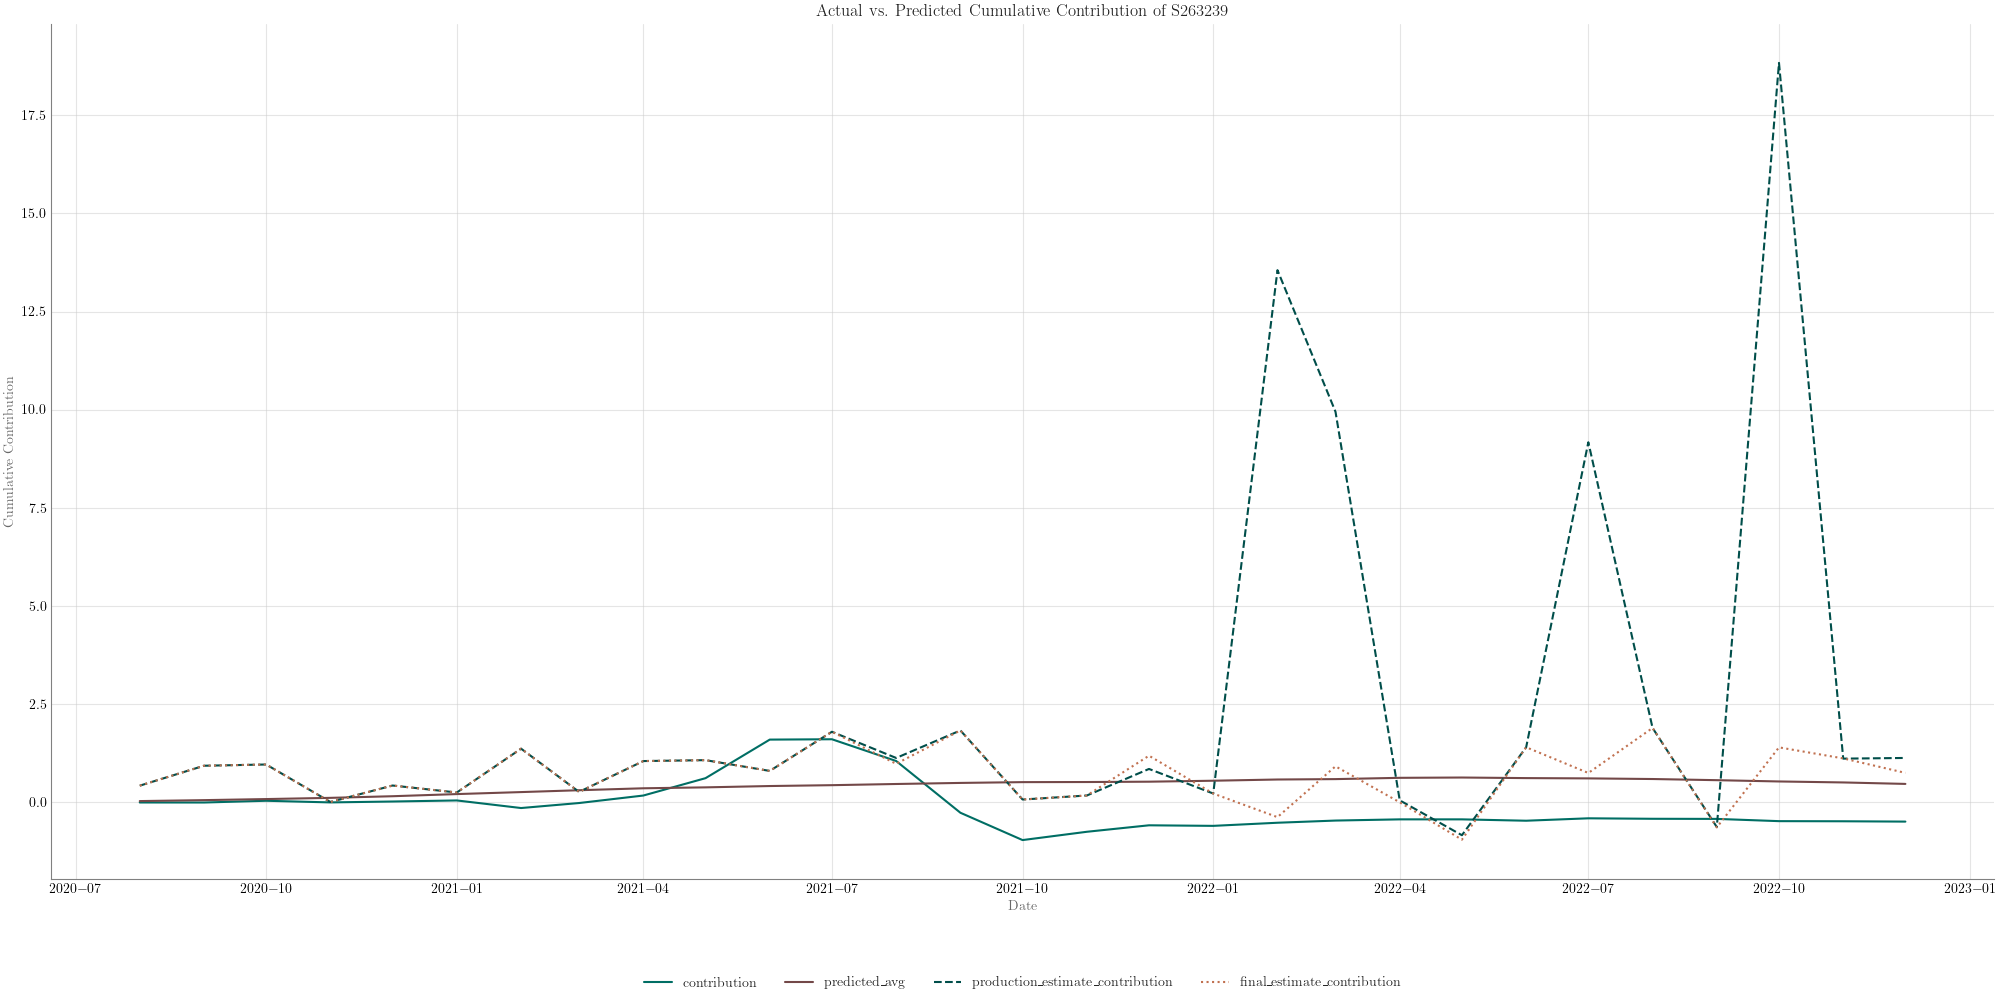 Actual vs. Predicted Cumulative Contribution of S263239
Cumulative Contribution
17.5
15.0
12.5
10.0
7.5
5.0
2.5
0.0
2020−07 2020−10 2021−01 2021−04 2021−07 2021−10 2022−01 2022−04 2022−07 2022−10 2023−01
Date
contribution predicted_avg production_estimate_contribution final_estimate_contribution